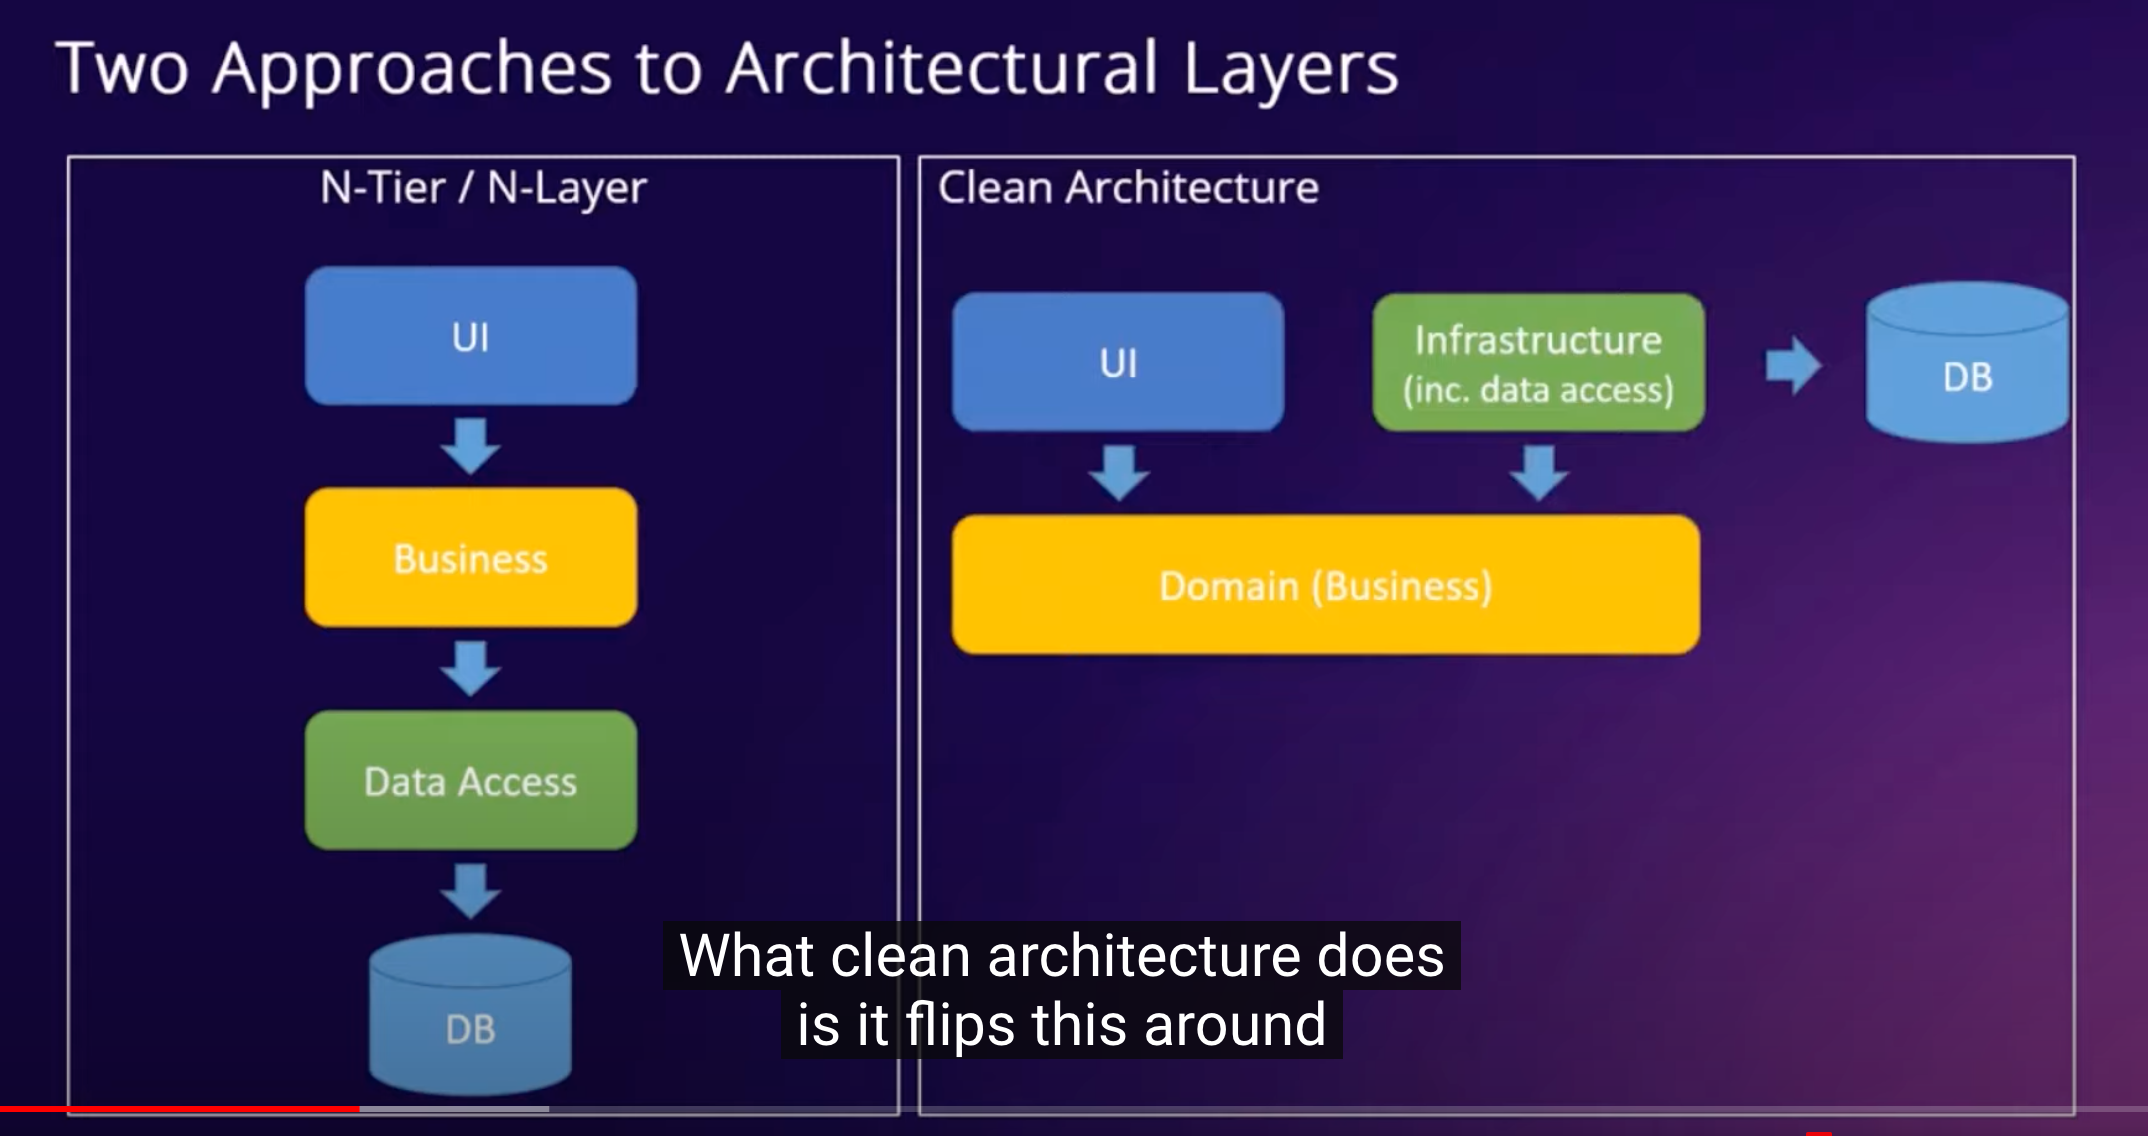 Two Approaches to Architectural Layers
N-Tier / N-Layer
UI
Business
Data Access
DB
Clean Architecture
UI
Infrastructure
(inc. data access)
DB
Domain (Business)
What clean architecture does
is it flips this around